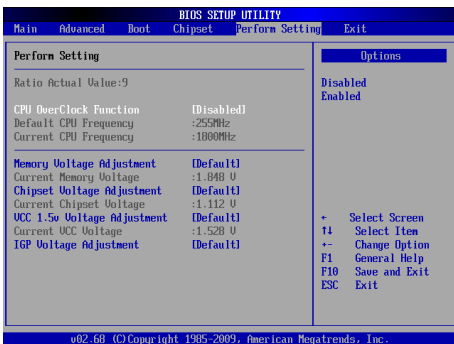 BIOS SETUP UTILITY
Main Advanced Boot Chipset Perform Setting Exit
Perform Setting
Ratio Actual Value:9
CPU OverClock Function [Disabled]
Default CPU Frequency :255MHz
Current CPU Frequency :1800MHz
Memory Voltage Adjustment [Default]
Current Memory Voltage :1.848 V
Chipset Voltage Adjustment [Default]
Current Chipset Voltage :1.112 V
VCC 1.5v Voltage Adjustment [Default]
Current VCC Voltage :1.528 V
IGP Voltage Adjustment [Default]
Options
Disabled
Enabled
← Select Screen
↑↓ Select Item
+- Change Option
F1 General Help
F10 Save and Exit
ESC Exit
v02.68 (C)Copyright 1985-2009, American Megatrends, Inc.